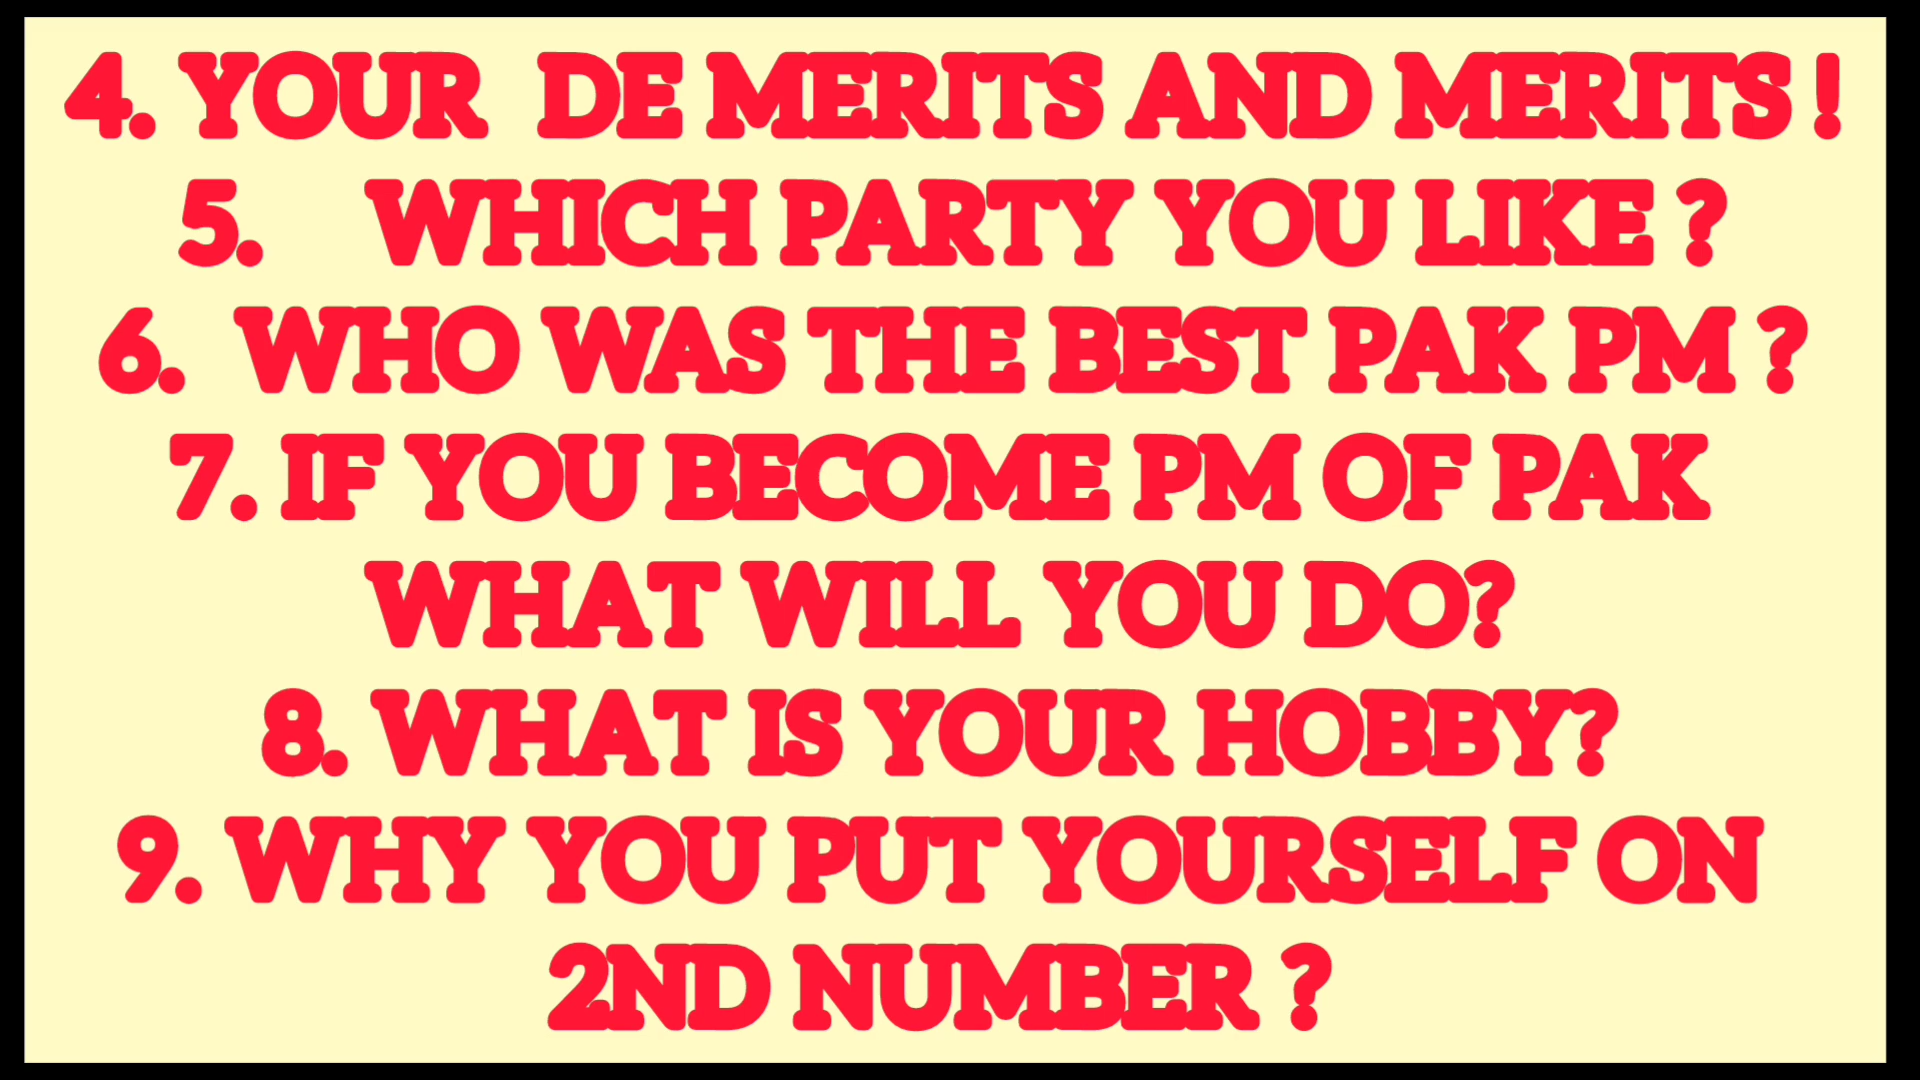 4. YOUR DE MERITS AND MERITS !
5. WHICH PARTY YOU LIKE ?
6. WHO WAS THE BEST PAK PM ?
7. IF YOU BECOME PM OF PAK
WHAT WILL YOU DO?
8. WHAT IS YOUR HOBBY?
9. WHY YOU PUT YOURSELF ON
2ND NUMBER ?